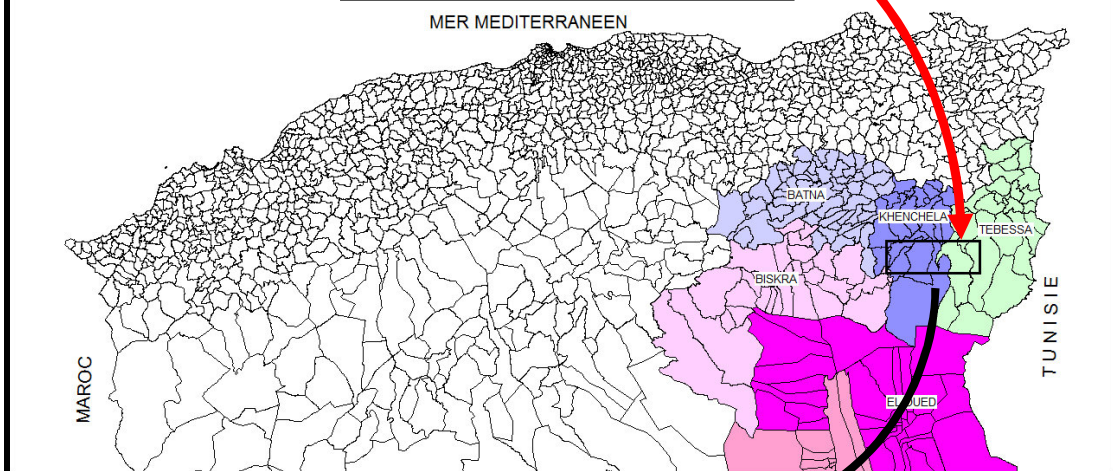 MER MEDITERRANEEN
BATNA
KHENCHELA
TEBESSA
BISKRA
TUNISIE
MAROC
EL OUED